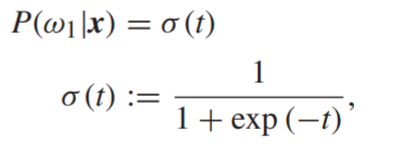 P(ω₁|x) = σ(t)
σ(t) := 1 / (1 + exp (−t)) ,